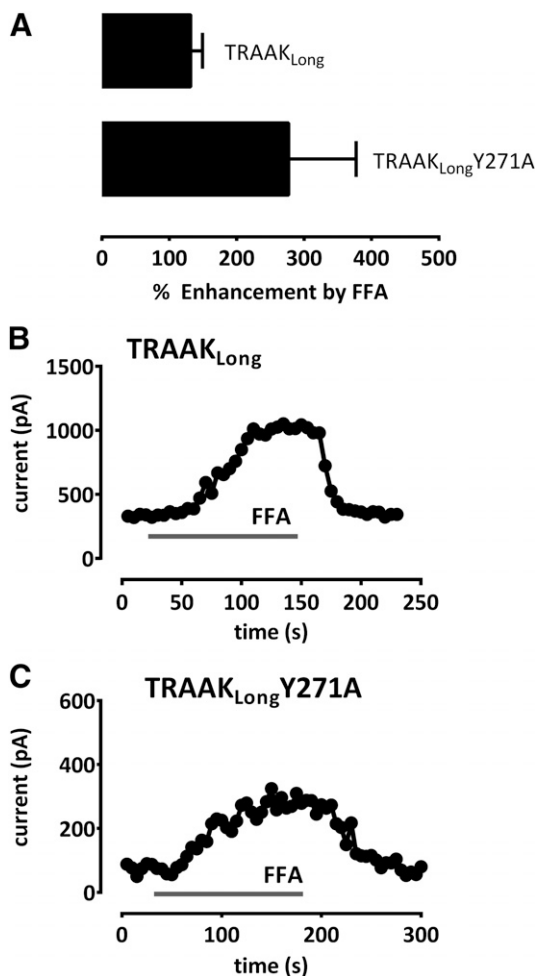 A
TRAAKLong
TRAAKLongY271A
0 100 200 300 400 500
% Enhancement by FFA
B
TRAAKLong
1500
1000
500
0
current (pA)
FFA
0 50 100 150 200 250
time (s)
C
TRAAKLongY271A
600
400
200
0
current (pA)
FFA
0 100 200 300
time (s)